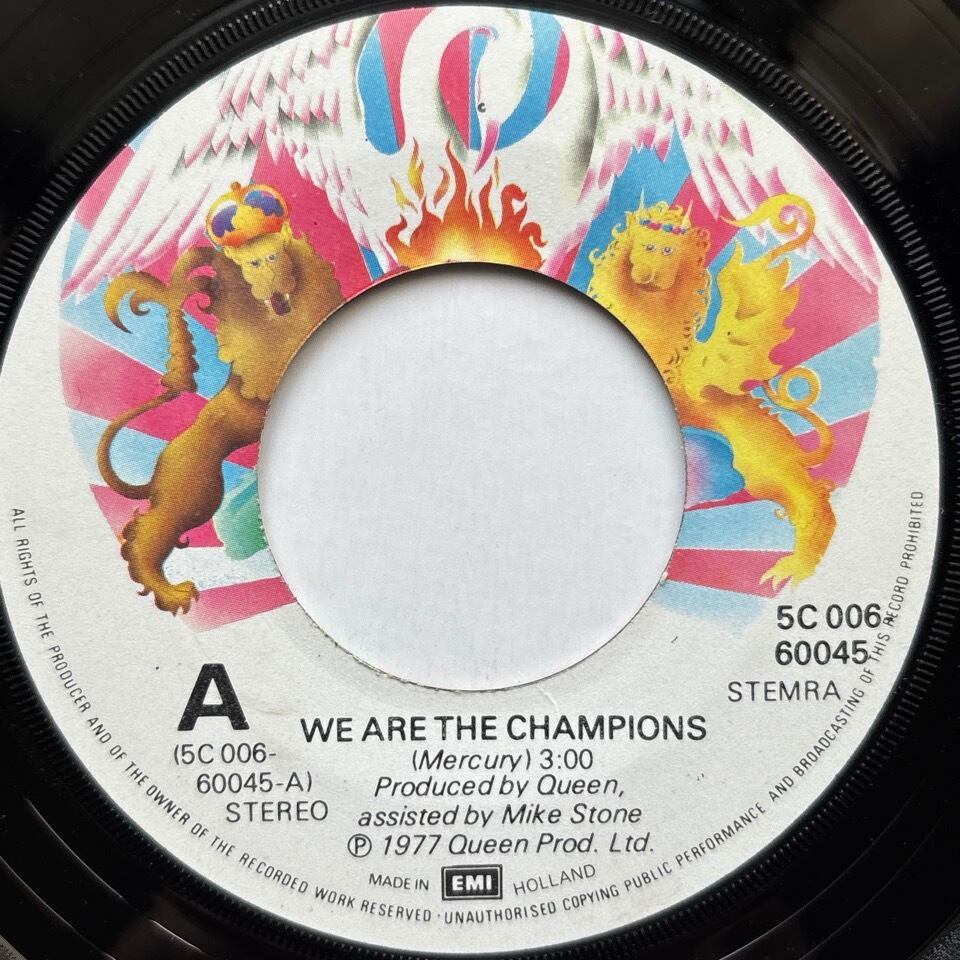 5C 006-
60045
STEMRA
A
(5C 006-
60045-A)
STEREO
WE ARE THE CHAMPIONS
(Mercury) 3:00
Produced by Queen,
assisted by Mike Stone
℗ 1977 Queen Prod. Ltd.
MADE IN EMI HOLLAND
ALL RIGHTS OF THE PRODUCER AND OF THE OWNER OF THE RECORDED WORK RESERVED · UNAUTHORISED COPYING PUBLIC PERFORMANCE AND BROADCASTING OF THIS RECORD PROHIBITED